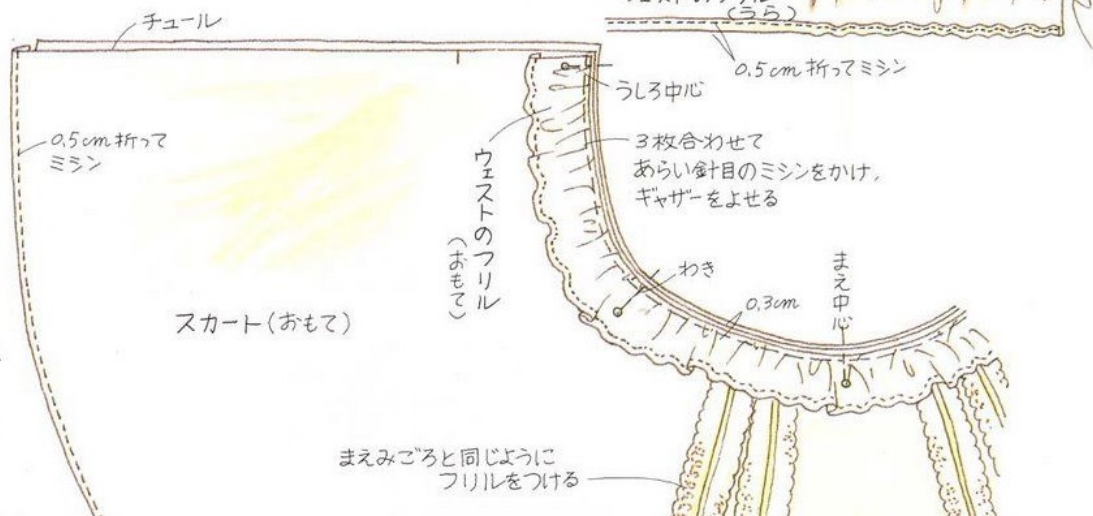 チュール
(うら)
0.5cm 折ってミシン
うしろ中心
0.5cm 折って
ミシン
3枚合わせて
あらい針目のミシンをかけ、
ギャザーをよせる
ウェストのフリル
(おもて)
わき
まえ中心
0.3cm
スカート(おもて)
まえみごろと同じように
フリルをつける